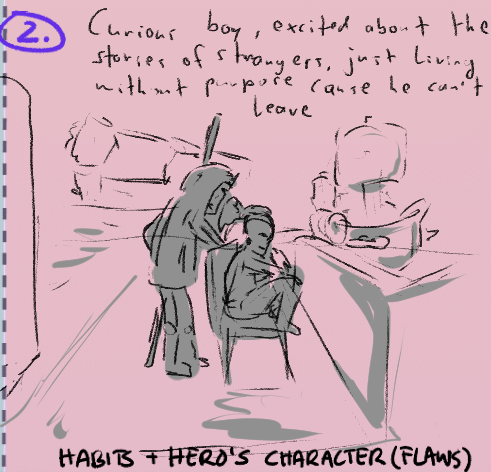 2.
Curious boy, excited about the
stories of strangers, just living
without purpose cause he can't
leave
HABITS + HERO'S CHARACTER (FLAWS)